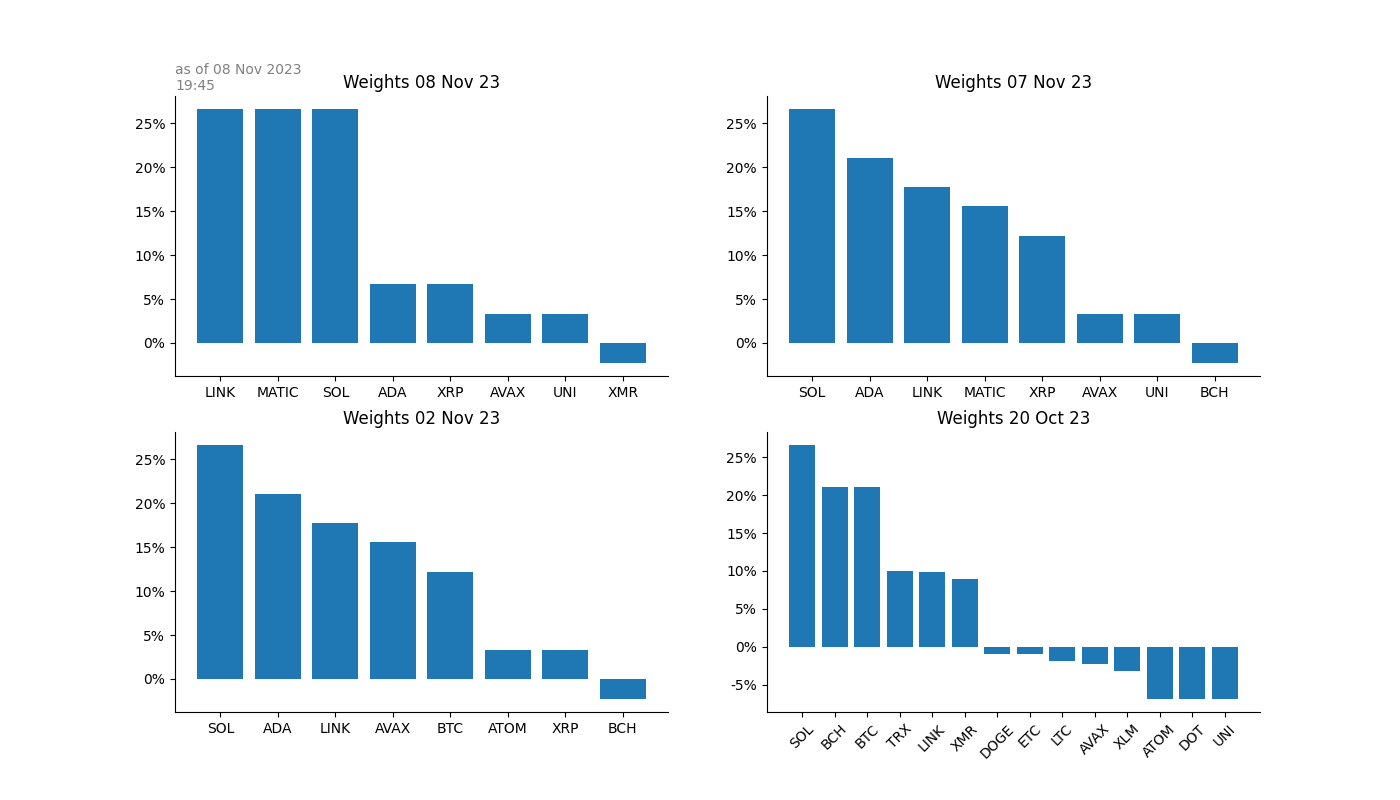 as of 08 Nov 2023
19:45
Weights 08 Nov 23
25%
20%
15%
10%
5%
0%
LINK MATIC SOL ADA XRP AVAX UNI XMR
Weights 07 Nov 23
25%
20%
15%
10%
5%
0%
SOL ADA LINK MATIC XRP AVAX UNI BCH
Weights 02 Nov 23
25%
20%
15%
10%
5%
0%
SOL ADA LINK AVAX BTC ATOM XRP BCH
Weights 20 Oct 23
25%
20%
15%
10%
5%
0%
-5%
SOL BCH BTC TRX LINK XMR DOGE ETC LTC AVAX XLM ATOM DOT UNI